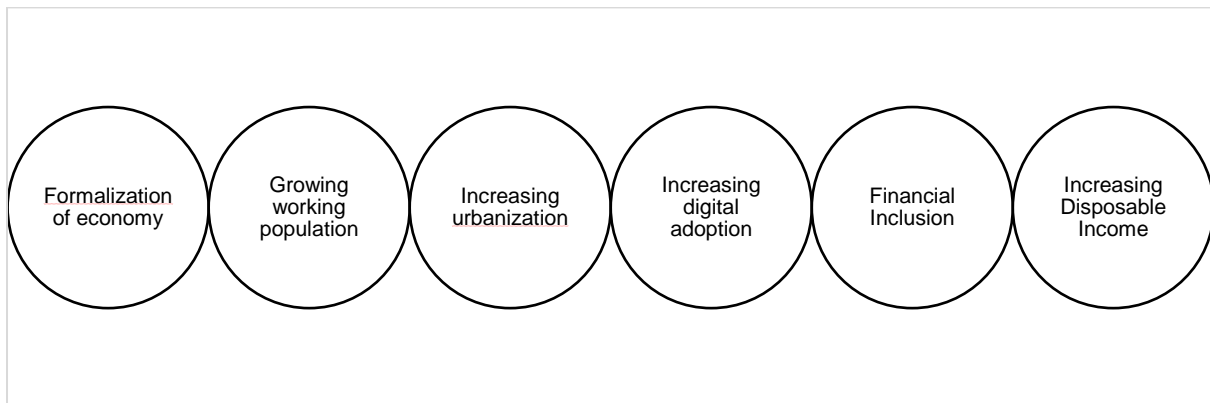 Formalization
of economy
Growing
working
population
Increasing
urbanization
Increasing
digital
adoption
Financial
Inclusion
Increasing
Disposable
Income